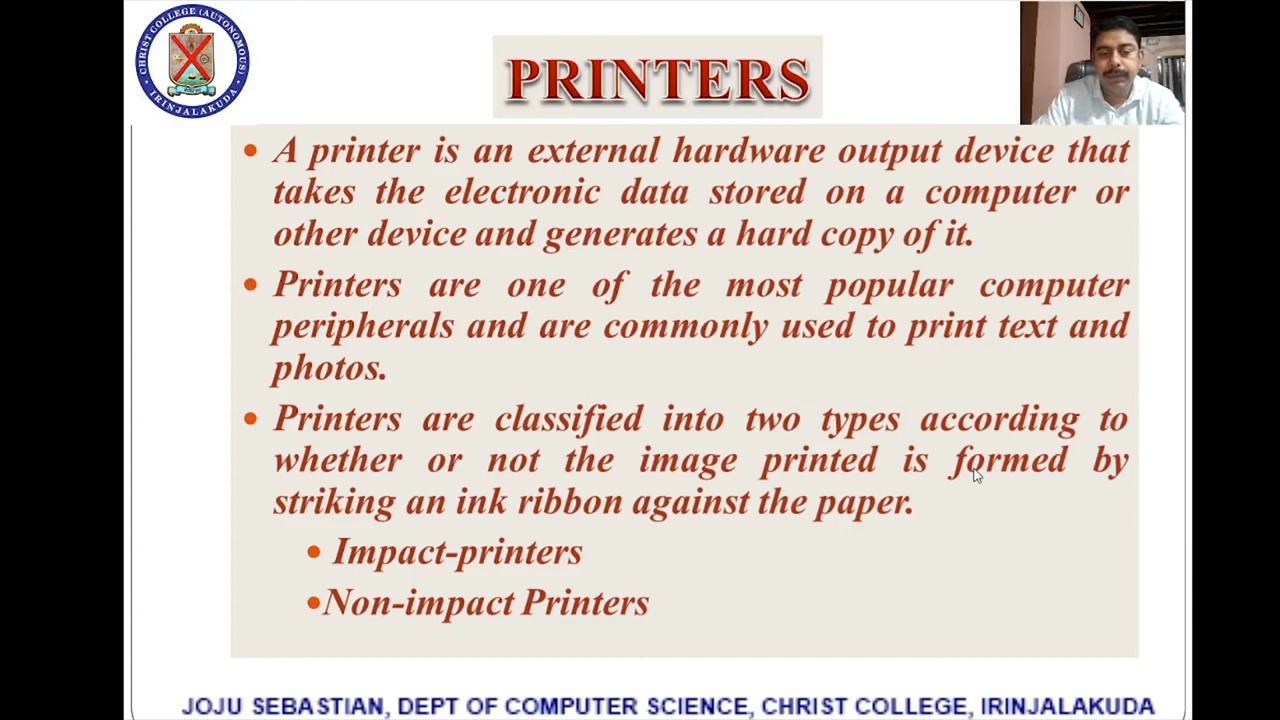 CHRIST COLLEGE (AUTONOMOUS)
IRINJALAKUDA
PRINTERS
• A printer is an external hardware output device that
takes the electronic data stored on a computer or
other device and generates a hard copy of it.
• Printers are one of the most popular computer
peripherals and are commonly used to print text and
photos.
• Printers are classified into two types according to
whether or not the image printed is formed by
striking an ink ribbon against the paper.
• Impact-printers
•Non-impact Printers
JOJU SEBASTIAN, DEPT OF COMPUTER SCIENCE, CHRIST COLLEGE, IRINJALAKUDA